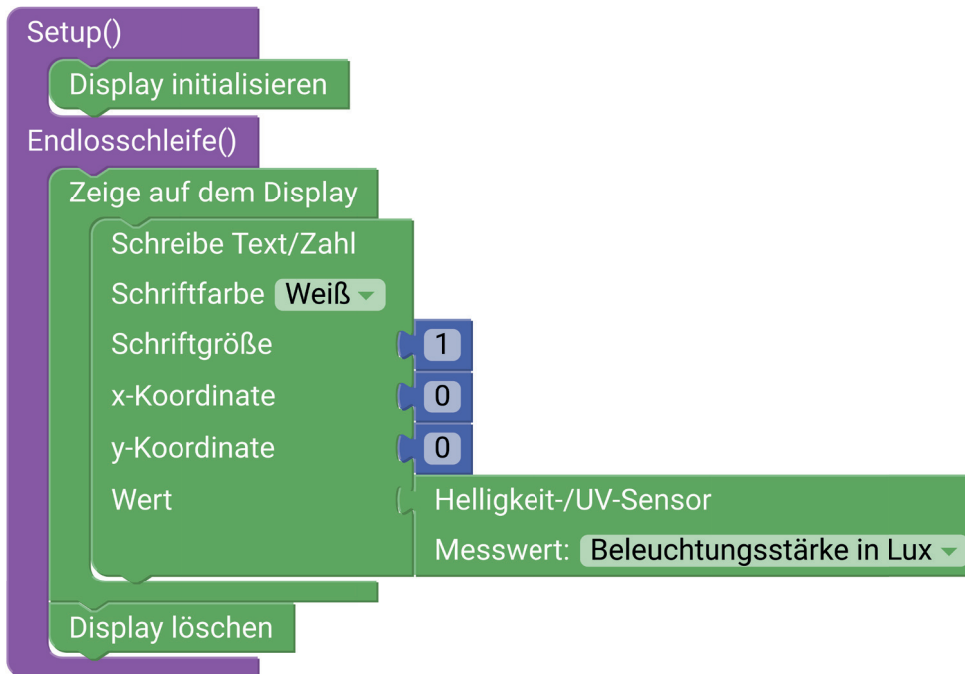 Setup()
Display initialisieren
Endlosschleife()
Zeige auf dem Display
Schreibe Text/Zahl
Schriftfarbe Weiß
Schriftgröße 1
x-Koordinate 0
y-Koordinate 0
Wert Helligkeit-/UV-Sensor
Messwert: Beleuchtungsstärke in Lux
Display löschen